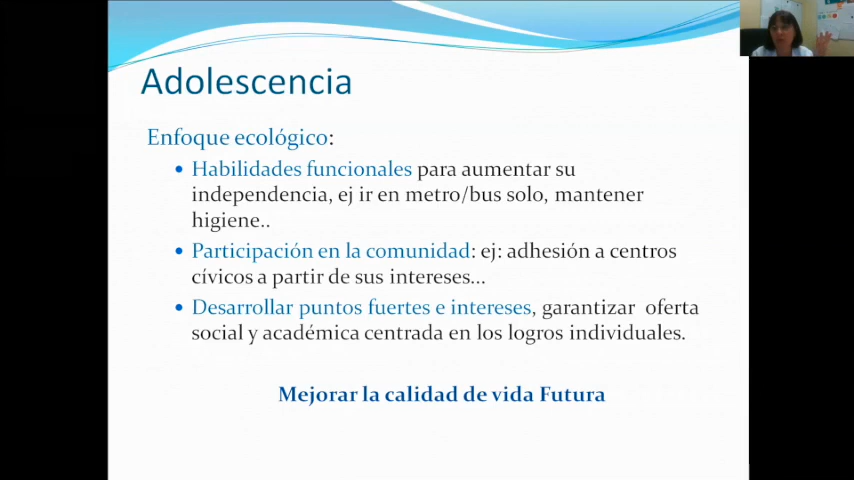 Adolescencia
Enfoque ecológico:
• Habilidades funcionales para aumentar su
independencia, ej ir en metro/bus solo, mantener
higiene..
• Participación en la comunidad: ej: adhesión a centros
cívicos a partir de sus intereses...
• Desarrollar puntos fuertes e intereses, garantizar oferta
social y académica centrada en los logros individuales.
Mejorar la calidad de vida Futura